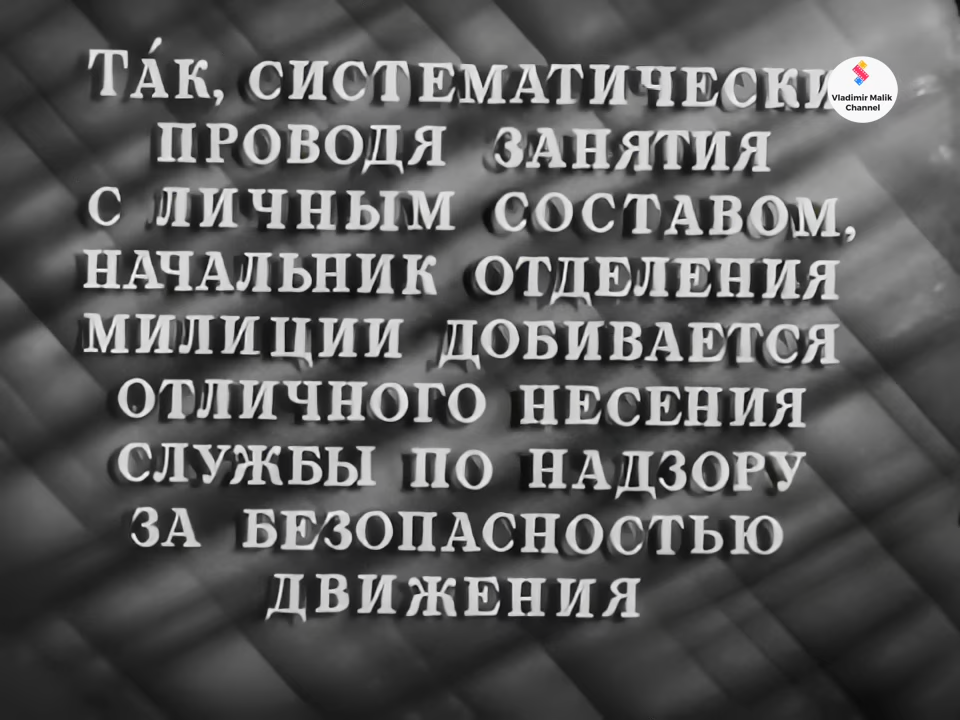 ТА́К, СИСТЕМАТИЧЕСКИ
ПРОВОДЯ ЗАНЯТИЯ
С ЛИЧНЫМ СОСТАВОМ,
НАЧАЛЬНИК ОТДЕЛЕНИЯ
МИЛИЦИИ ДОБИВАЕТСЯ
ОТЛИЧНОГО НЕСЕНИЯ
СЛУЖБЫ ПО НАДЗОРУ
ЗА БЕЗОПАСНОСТЬЮ
ДВИЖЕНИЯ
Vladimir Malik
Channel